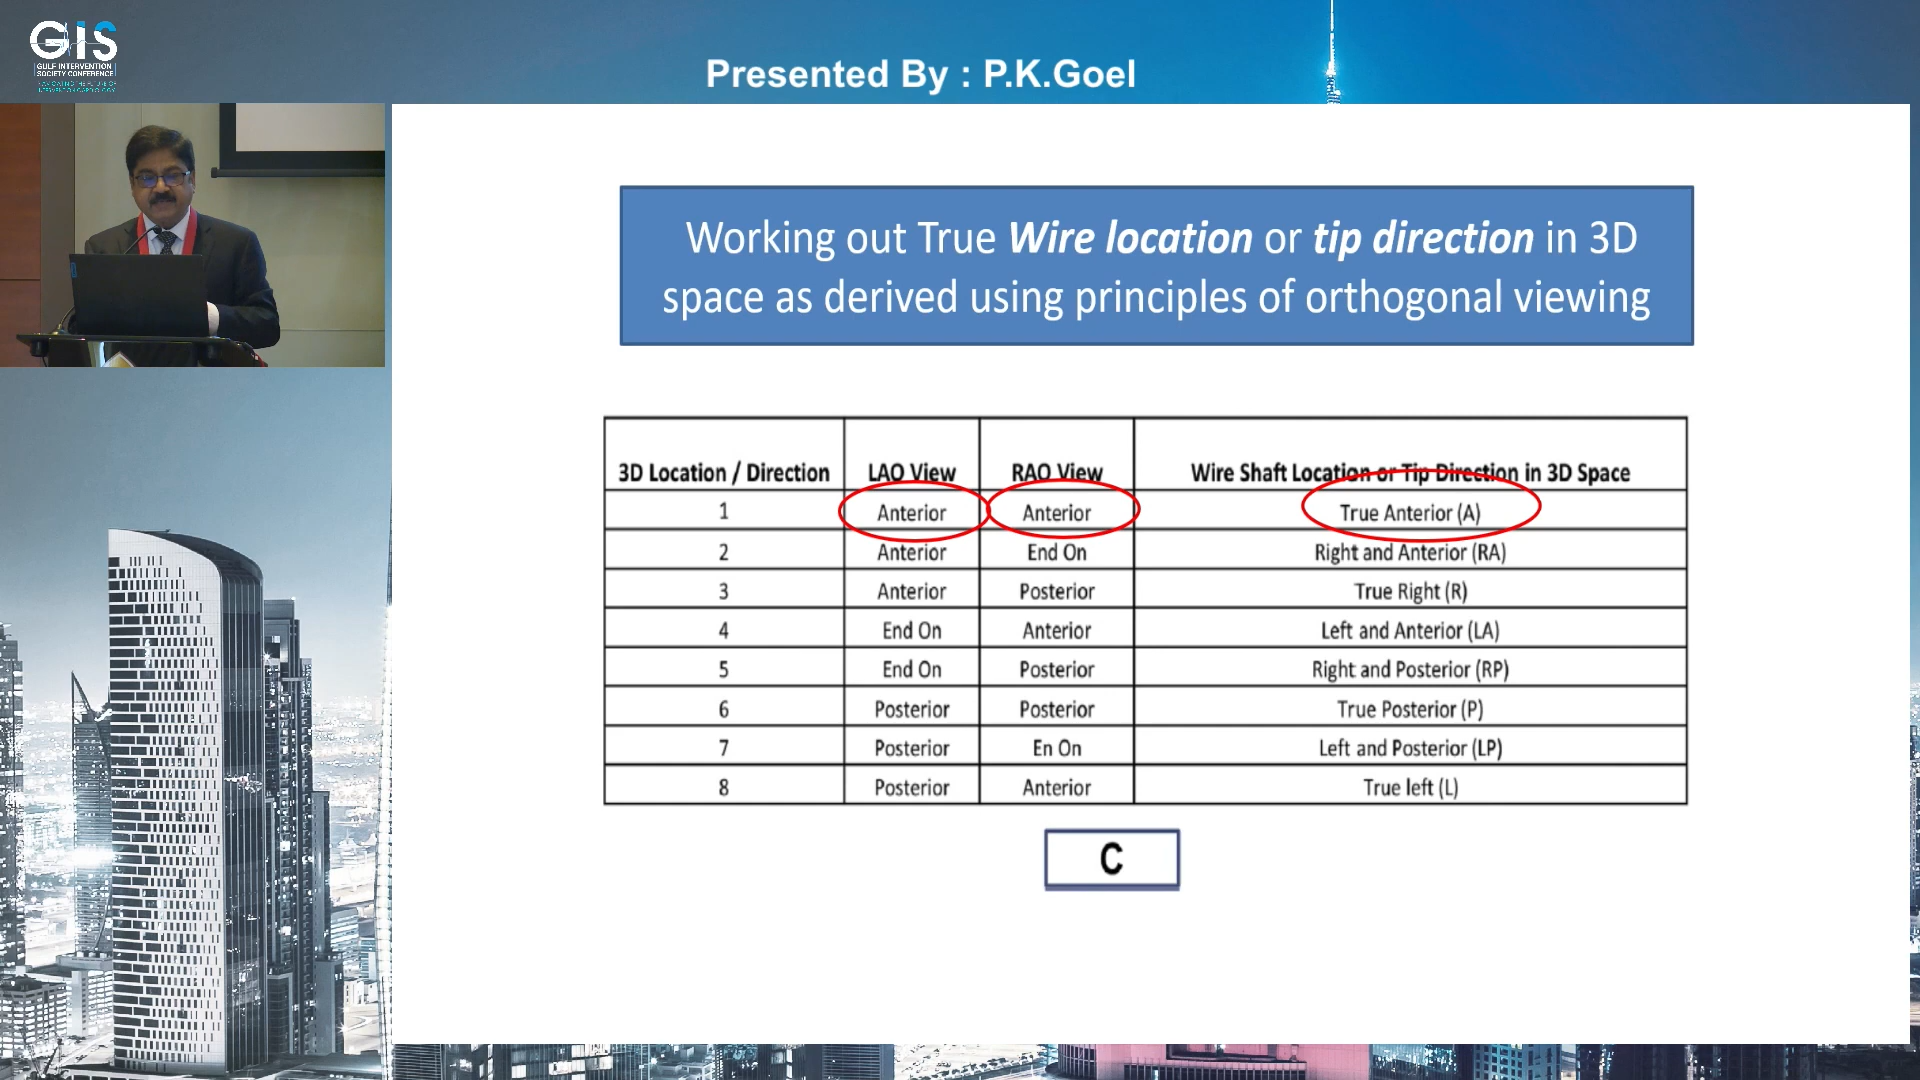 GIS
GULF INTERVENTION
SOCIETY CONFERENCE
Presented By : P.K.Goel
Working out True Wire location or tip direction in 3D
space as derived using principles of orthogonal viewing
3D Location / Direction LAO View RAO View Wire Shaft Location or Tip Direction in 3D Space
1 Anterior Anterior True Anterior (A)
2 Anterior End On Right and Anterior (RA)
3 Anterior Posterior True Right (R)
4 End On Anterior Left and Anterior (LA)
5 End On Posterior Right and Posterior (RP)
6 Posterior Posterior True Posterior (P)
7 Posterior En On Left and Posterior (LP)
8 Posterior Anterior True left (L)
C